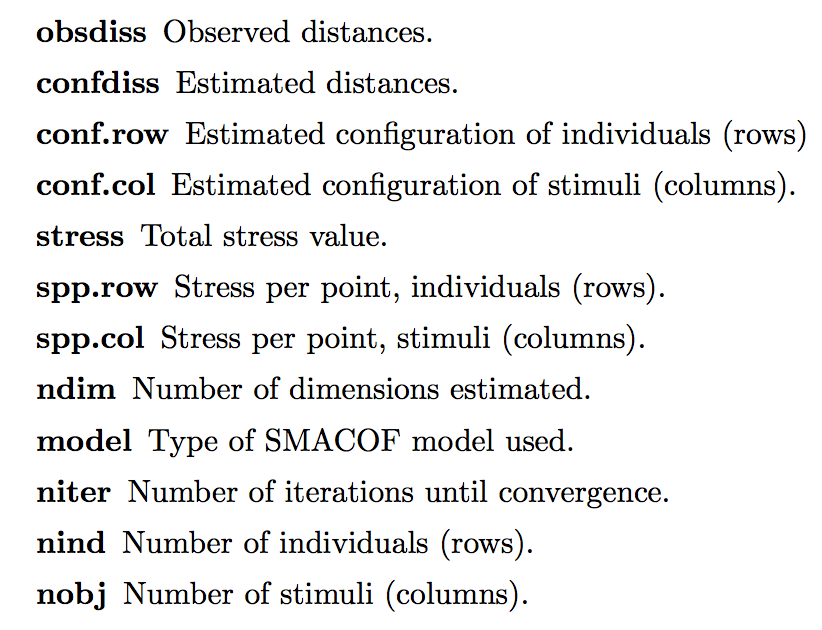 obsdiss Observed distances.
confdiss Estimated distances.
conf.row Estimated configuration of individuals (rows)
conf.col Estimated configuration of stimuli (columns).
stress Total stress value.
spp.row Stress per point, individuals (rows).
spp.col Stress per point, stimuli (columns).
ndim Number of dimensions estimated.
model Type of SMACOF model used.
niter Number of iterations until convergence.
nind Number of individuals (rows).
nobj Number of stimuli (columns).